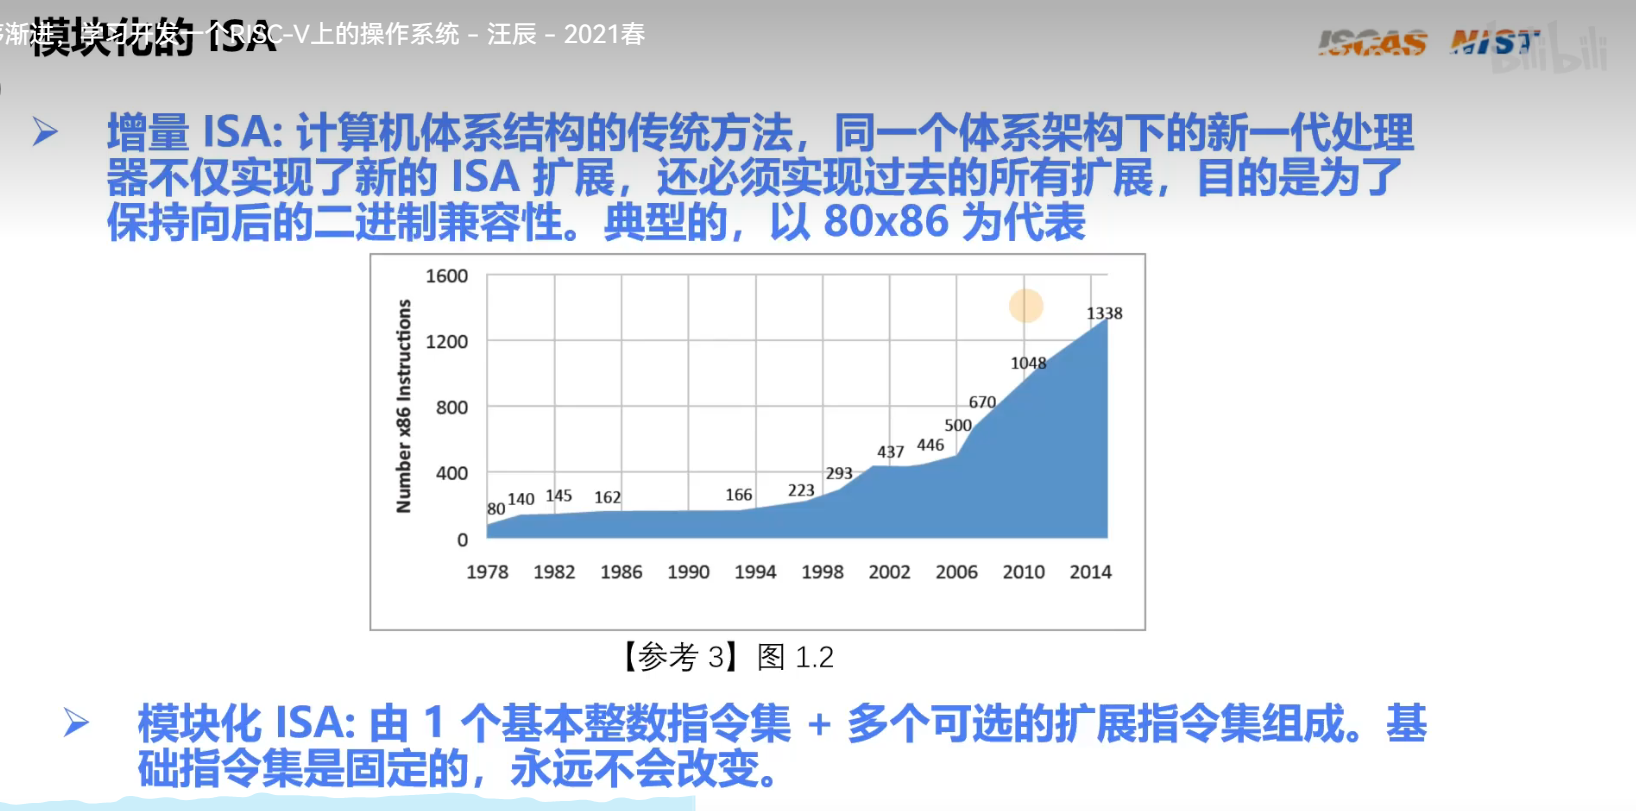 模块化的 ISA
渐进，学习开发一个RISC-V上的操作系统 - 汪辰 - 2021春
ISCAS NIST
bilibili
增量 ISA: 计算机体系结构的传统方法，同一个体系架构下的新一代处理
器不仅实现了新的 ISA 扩展，还必须实现过去的所有扩展，目的是为了
保持向后的二进制兼容性。典型的，以 80x86 为代表
Number x86 Instructions
1600
1200
800
400
0
80
140
145
162
166
223
293
437
446
500
670
1048
1338
1978 1982 1986 1990 1994 1998 2002 2006 2010 2014
【参考 3】图 1.2
模块化 ISA: 由 1 个基本整数指令集 + 多个可选的扩展指令集组成。基
础指令集是固定的，永远不会改变。